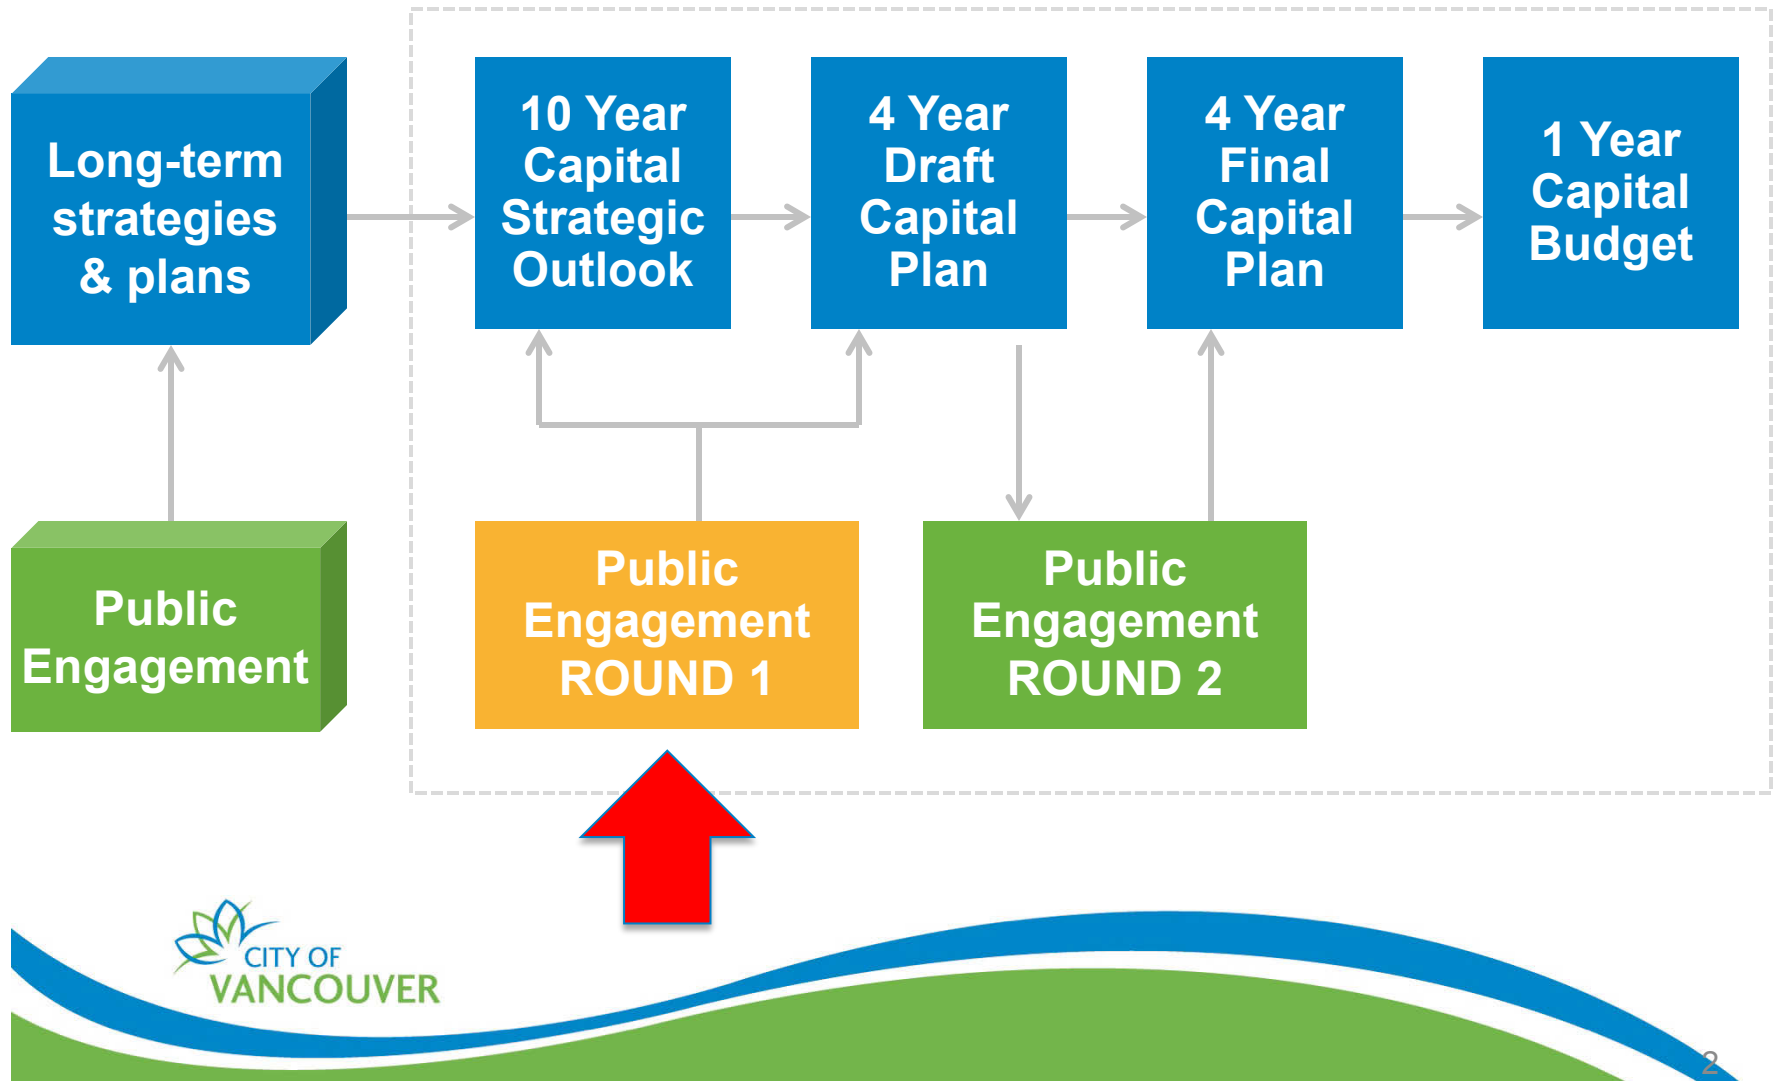 Long-term
strategies
& plans
10 Year
Capital
Strategic
Outlook
4 Year
Draft
Capital
Plan
4 Year
Final
Capital
Plan
1 Year
Capital
Budget
Public
Engagement
Public
Engagement
ROUND 1
Public
Engagement
ROUND 2
CITY OF
VANCOUVER
2